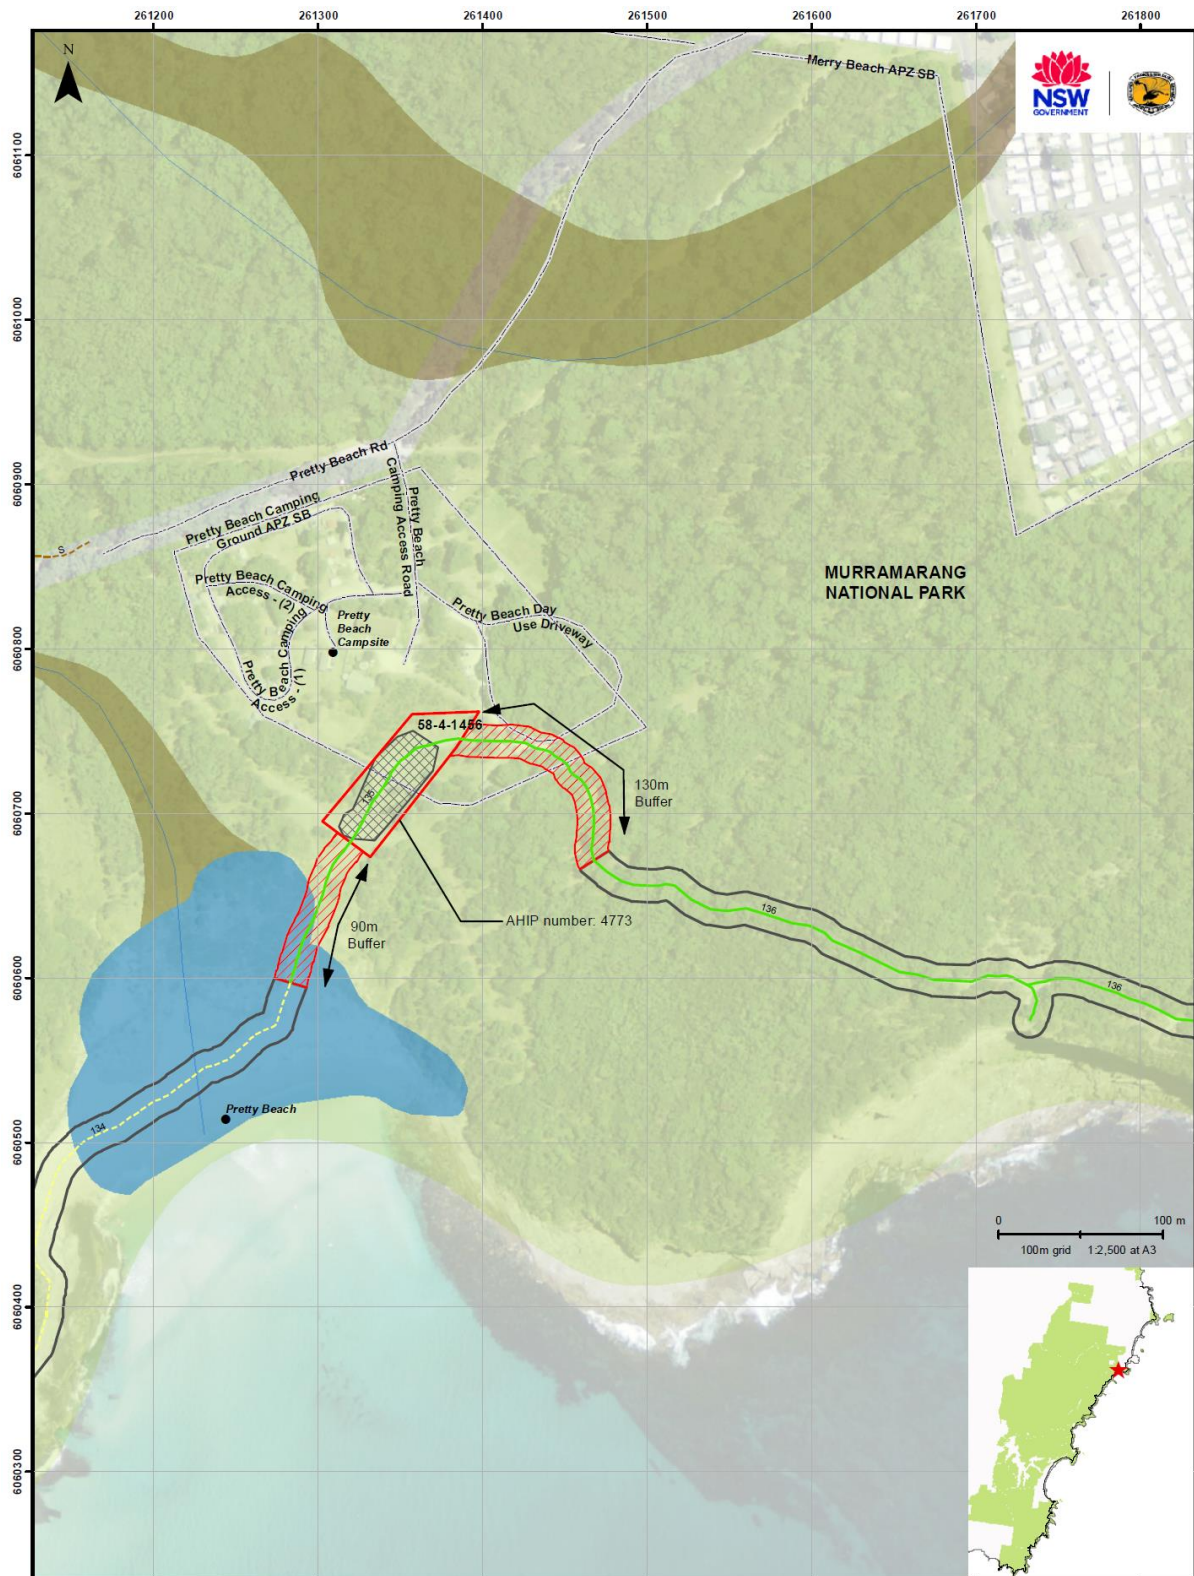 261200
261300
261400
261500
261600
261700
261800
N
Merry Beach APZ SB
NSW
GOVERNMENT
6061100
6061000
6060900
6060800
6060700
6060600
6060500
6060400
6060300
Pretty Beach Rd
Pretty Beach Camping
Ground APZ SB
Pretty Beach
Camping Access Road
S
Pretty Beach Camping
Access - (2)
Pretty Beach Camping
Access - (1)
Pretty
Beach
Campsite
Pretty Beach Day
Use Driveway
MURRAMARANG
NATIONAL PARK
58-4-1456
135
130m
Buffer
AHIP number: 4773
90m
Buffer
136
136
134
Pretty Beach
0
100 m
100m grid
1:2,500 at A3